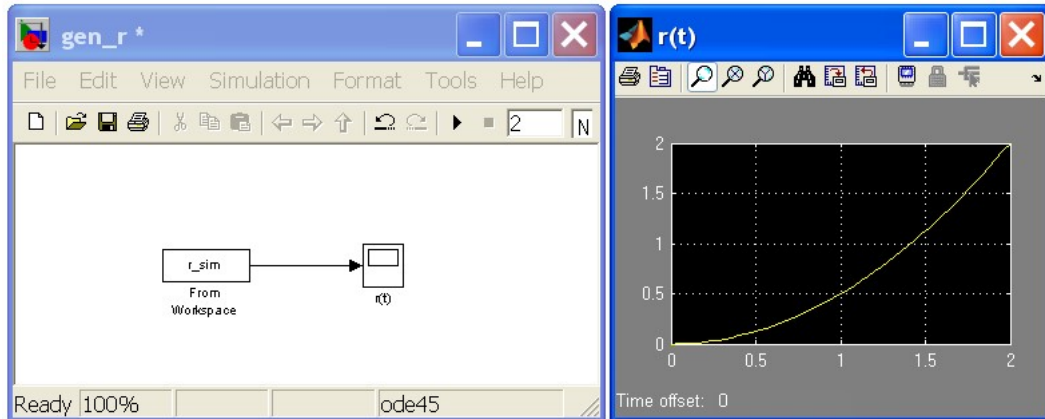 gen_r *
File Edit View Simulation Format Tools Help
2 N
r_sim
From
Workspace
r(t)
Ready 100% ode45
r(t)
2
1.5
1
0.5
0
0 0.5 1 1.5 2
Time offset: 0